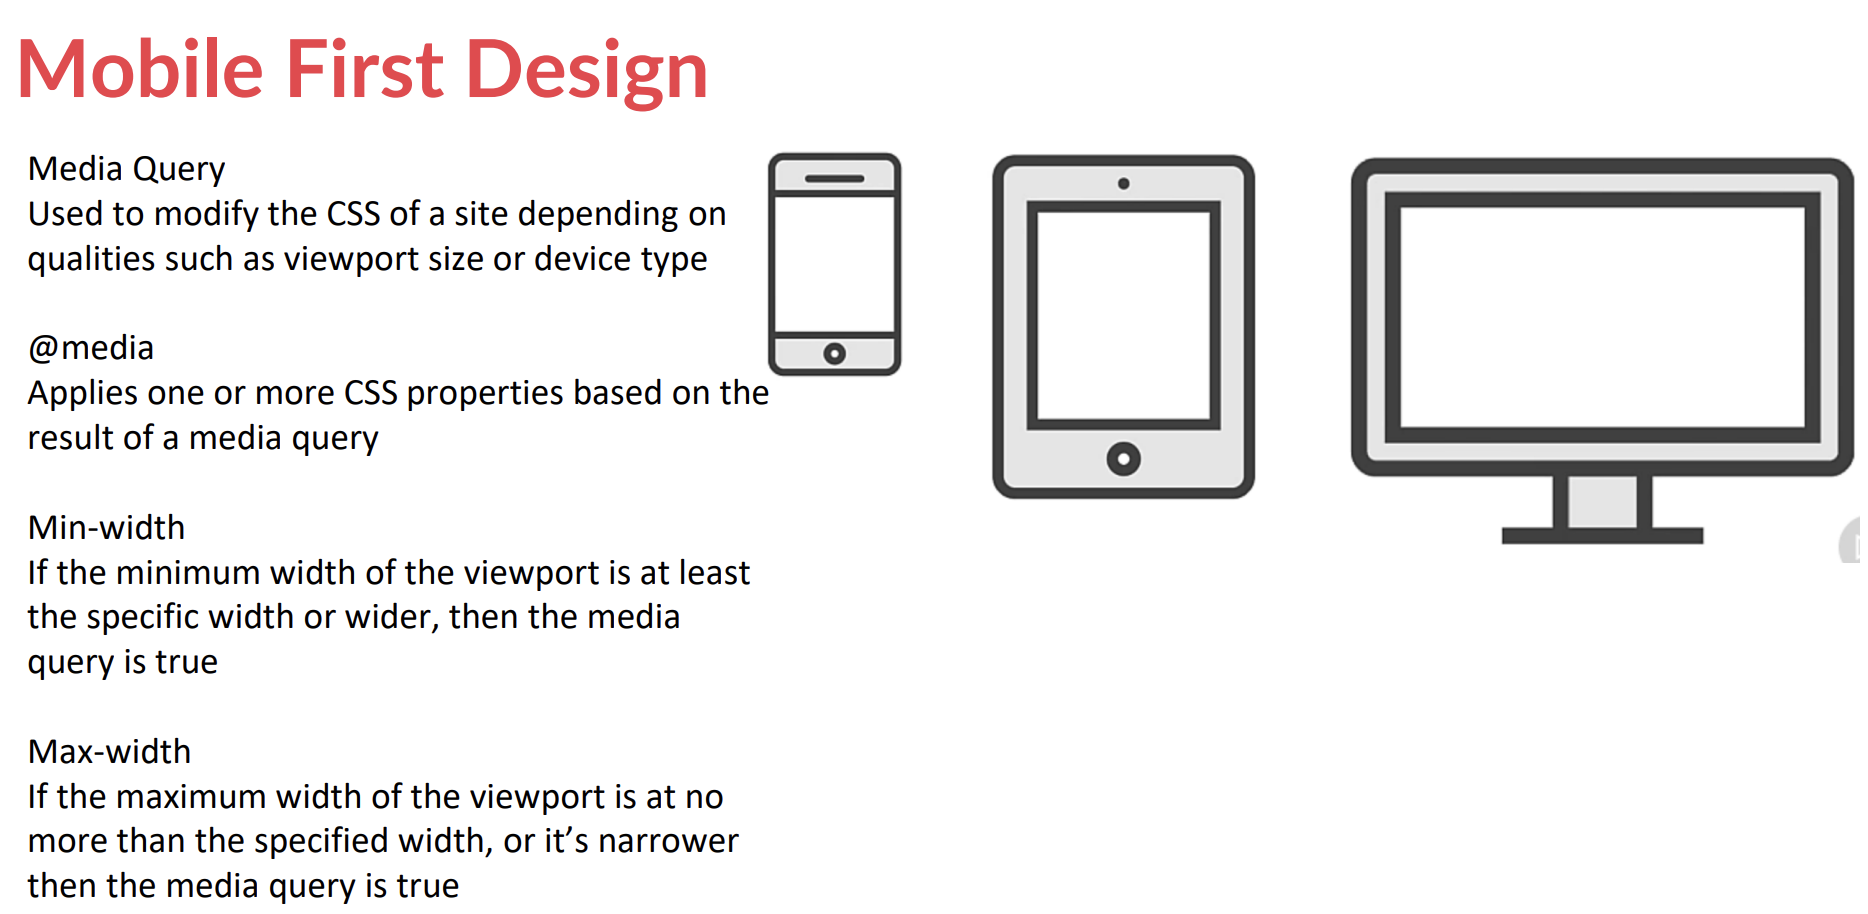 Mobile First Design
Media Query
Used to modify the CSS of a site depending on
qualities such as viewport size or device type
@media
Applies one or more CSS properties based on the
result of a media query
Min-width
If the minimum width of the viewport is at least
the specific width or wider, then the media
query is true
Max-width
If the maximum width of the viewport is at no
more than the specified width, or it’s narrower
then the media query is true